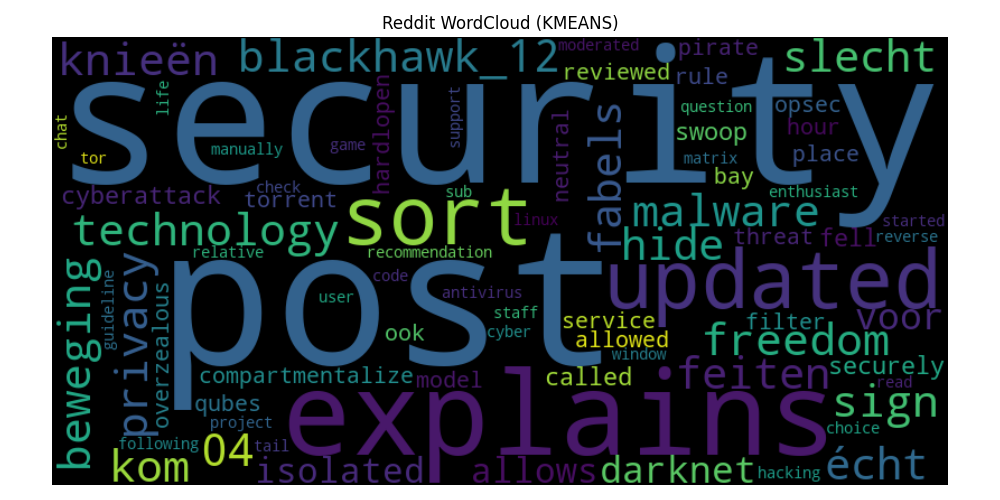 Reddit WordCloud (KMEANS)
knieën
blackhawk_12
moderated
pirate
slecht
reviewed
rule
life
security
question
opsec
chat
tor
manually
game
hardlopen
support
neutral
fabels
swoop
hour
matrix
place
bay
cyberattack
check
torrent
sub
enthusiast
technology
sort
linux
malware
started
relative
recommendation
hide
threat
fell
reverse
beweging
guideline
privacy
overzealous
post
code
user
antivirus
updated
staff
service
voor
ook
cyber
allowed
filter
freedom
window
compartmentalize
model
called
feiten
securely
read
qubes
explains
sign
project
choice
following
04
tail
kom
isolated
allows
darknet
hacking
écht